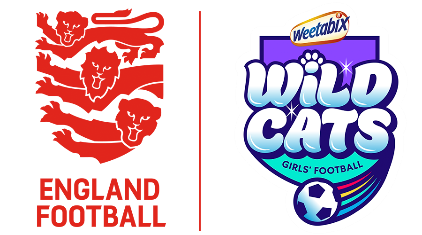 ENGLAND
FOOTBALL
Weetabix
WiLD
CATS
GIRLS' FOOTBALL